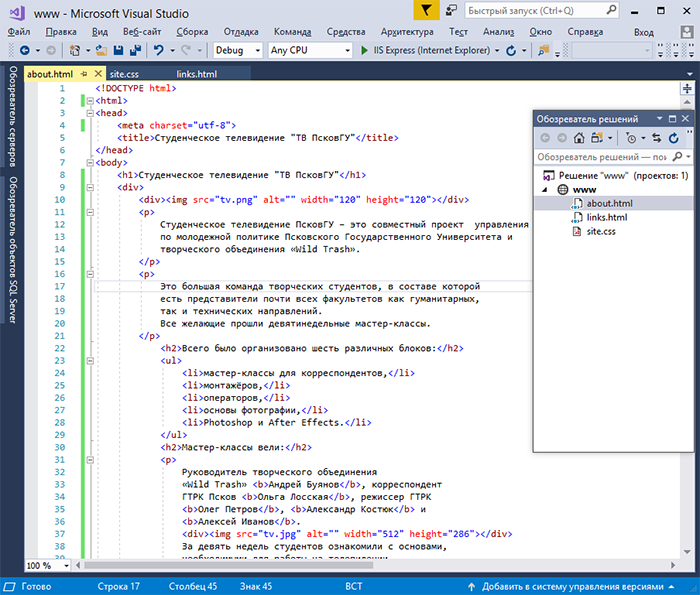 www - Microsoft Visual Studio
Быстрый запуск (Ctrl+Q)
Файл Правка Вид Веб-сайт Сборка Отладка Команда Средства Архитектура Тест Анализ Окно Справка Вход
Debug Any CPU IIS Express (Internet Explorer)
Обозреватель серверов
Обозреватель объектов SQL Server
about.html site.css links.html
1 <!DOCTYPE html>
2 <html>
3 <head>
4 <meta charset="utf-8">
5 <title>Студенческое телевидение "ТВ ПсковГУ"</title>
6 </head>
7 <body>
8 <h1>Студенческое телевидение "ТВ ПсковГУ"</h1>
9 <div>
10 <div><img src="tv.png" alt="" width="120" height="120"></div>
11 <p>
12 Студенческое телевидение ПсковГУ – это совместный проект управления
13 по молодежной политике Псковского Государственного Университета и
14 творческого объединения «Wild Trash».
15 </p>
16 <p>
17 Это большая команда творческих студентов, в составе которой
18 есть представители почти всех факультетов как гуманитарных,
19 так и технических направлений.
20 Все желающие прошли девятинедельные мастер-классы.
21 </p>
22 <h2>Всего было организовано шесть различных блоков:</h2>
23 <ul>
24 <li>мастер-классы для корреспондентов,</li>
25 <li>монтажёров,</li>
26 <li>операторов,</li>
27 <li>основы фотографии,</li>
28 <li>Photoshop и After Effects.</li>
29 </ul>
30 <h2>Мастер-классы вели:</h2>
31 <p>
32 Руководитель творческого объединения
33 «Wild Trash» <b>Андрей Буянов</b>, корреспондент
34 ГТРК Псков <b>Ольга Лосская</b>, режиссер ГТРК
35 <b>Олег Петров</b>, <b>Александр Костюк</b> и
36 <b>Алексей Иванов</b>.
37 <div><img src="tv.jpg" alt="" width="512" height="286"></div>
38 За девять недель студентов ознакомили с основами,
39 необходимыми для работы на телевидении
Обозреватель решений
Обозреватель решений — пои
Решение "www" (проектов: 1)
www
about.html
links.html
site.css
100 %
Готово Строка 17 Столбец 45 Знак 45 ВСТ Добавить в систему управления версиями